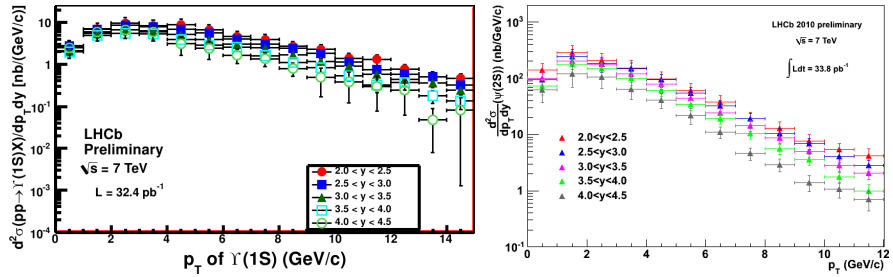 d²σ(pp→ϒ(1S)X)/dp_T dy [nb/(GeV/c)]
10
1
10⁻¹
10⁻²
10⁻³
10⁻⁴
LHCb
Preliminary
√s = 7 TeV
L = 32.4 pb⁻¹
2.0 < y < 2.5
2.5 < y < 3.0
3.0 < y < 3.5
3.5 < y < 4.0
4.0 < y < 4.5
0 2 4 6 8 10 12 14
p_T of ϒ(1S) (GeV/c)
d²σ/dp_T dy (ψ(2S)) (nb/(GeV/c))
10³
10²
10
1
10⁻¹
LHCb 2010 preliminary
√s = 7 TeV
∫Ldt = 33.8 pb⁻¹
2.0<y<2.5
2.5<y<3.0
3.0<y<3.5
3.5<y<4.0
4.0<y<4.5
0 2 4 6 8 10 12
p_T (GeV/c)